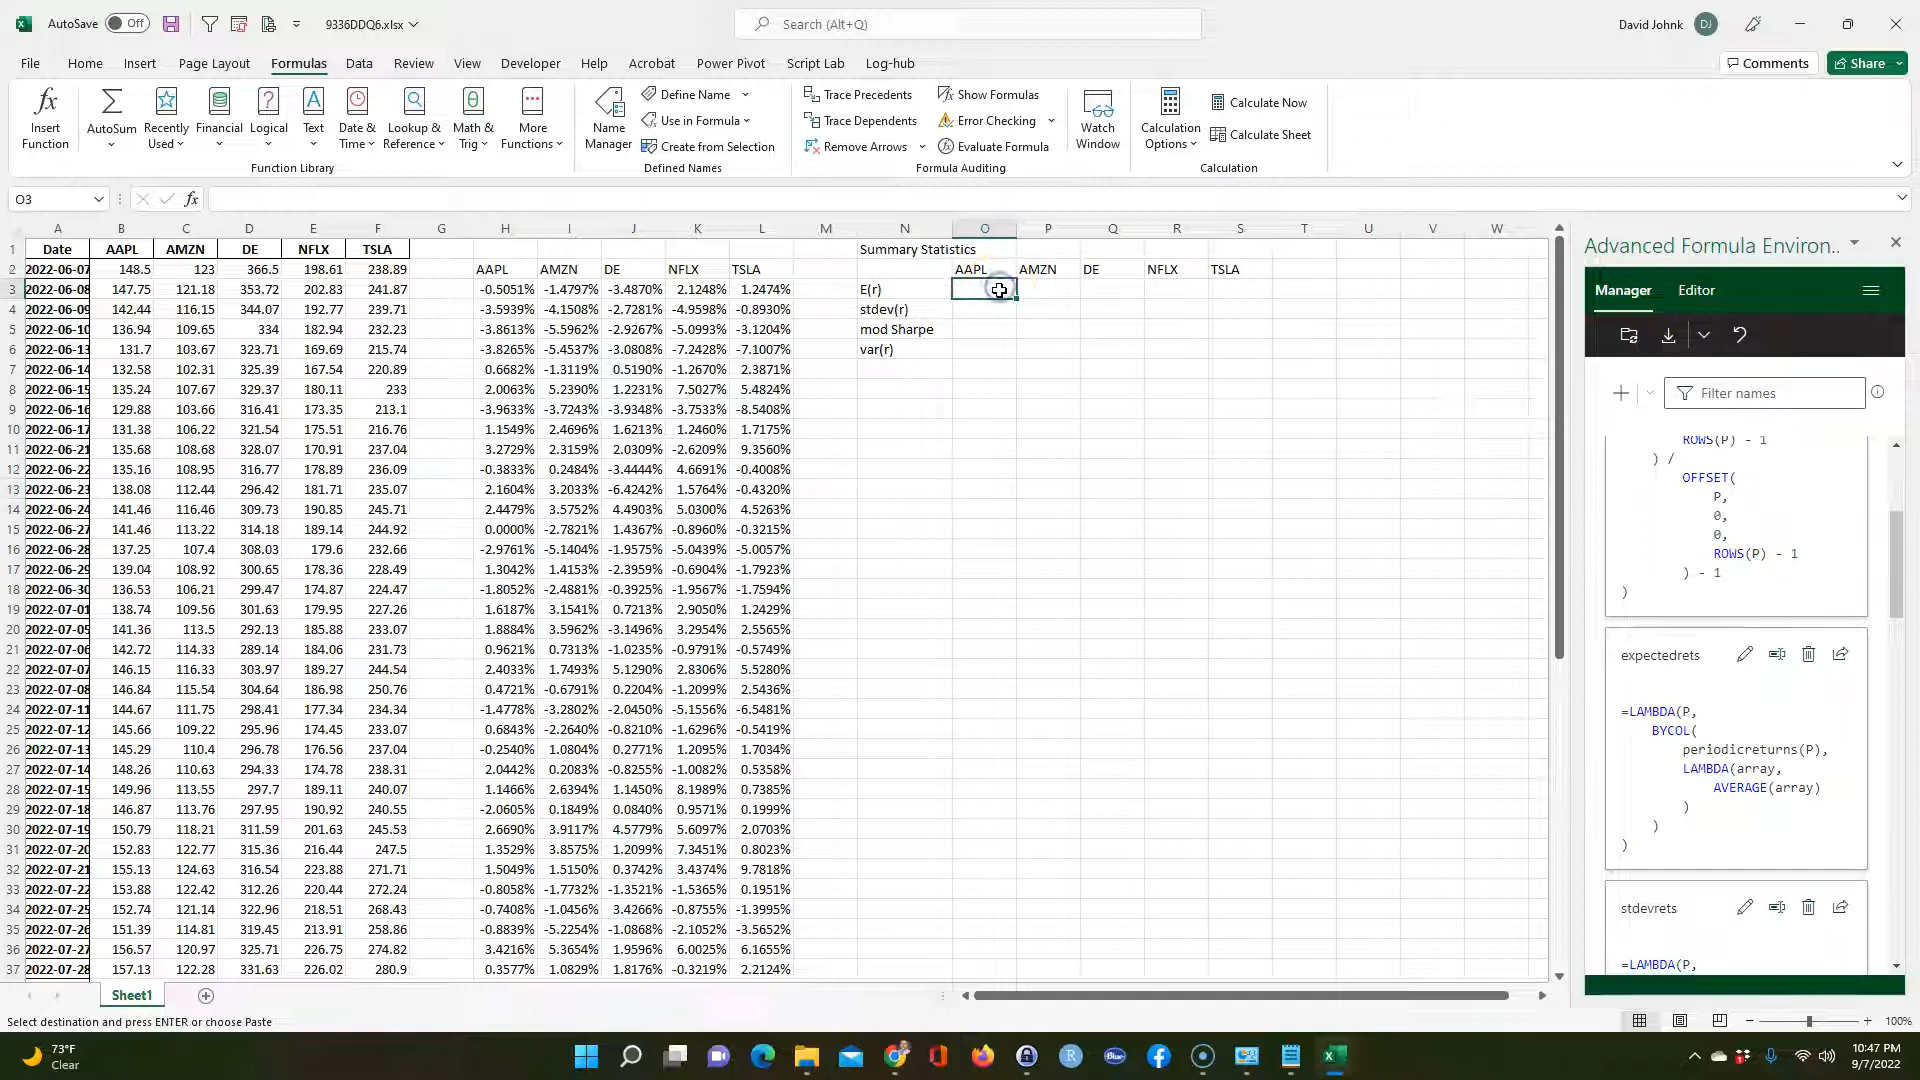 AutoSave Off 9336DDQ6.xlsx Search (Alt+Q) David Johnk DJ
File Home Insert Page Layout Formulas Data Review View Developer Help Acrobat Power Pivot Script Lab Log-hub Comments Share
Insert Function AutoSum Recently Used Financial Logical Text Date & Time Lookup & Reference Math & Trig More Functions Name Manager Define Name Use in Formula Create from Selection Trace Precedents Trace Dependents Remove Arrows Show Formulas Error Checking Evaluate Formula Watch Window Calculation Options Calculate Now Calculate Sheet
Function Library Defined Names Formula Auditing Calculation
O3 fx
A B C D E F G H I J K L M N O P Q R S T U V W
1 Date AAPL AMZN DE NFLX TSLA Summary Statistics
2 2022-06-07 148.5 123 366.5 198.61 238.89 AAPL AMZN DE NFLX TSLA AAPL AMZN DE NFLX TSLA
3 2022-06-08 147.75 121.18 353.72 202.83 241.87 -0.5051% -1.4797% -3.4870% 2.1248% 1.2474% E(r)
4 2022-06-09 142.44 116.15 344.07 192.77 239.71 -3.5939% -4.1508% -2.7281% -4.9598% -0.8930% stdev(r)
5 2022-06-10 136.94 109.65 334 182.94 232.23 -3.8613% -5.5962% -2.9267% -5.0993% -3.1204% mod Sharpe
6 2022-06-13 131.7 103.67 323.71 169.69 215.74 -3.8265% -5.4537% -3.0808% -7.2428% -7.1007% var(r)
7 2022-06-14 132.58 102.31 325.39 167.54 220.89 0.6682% -1.3119% 0.5190% -1.2670% 2.3871%
8 2022-06-15 135.24 107.67 329.37 180.11 233 2.0063% 5.2390% 1.2231% 7.5027% 5.4824%
9 2022-06-16 129.88 103.66 316.41 173.35 213.1 -3.9633% -3.7243% -3.9348% -3.7533% -8.5408%
10 2022-06-17 131.38 106.22 321.54 175.51 216.76 1.1549% 2.4696% 1.6213% 1.2460% 1.7175%
11 2022-06-21 135.68 108.68 328.07 170.91 237.04 3.2729% 2.3159% 2.0309% -2.6209% 9.3560%
12 2022-06-22 135.16 108.95 316.77 178.89 236.09 -0.3833% 0.2484% -3.4444% 4.6691% -0.4008%
13 2022-06-23 138.08 112.44 296.42 181.71 235.07 2.1604% 3.2033% -6.4242% 1.5764% -0.4320%
14 2022-06-24 141.46 116.46 309.73 190.85 245.71 2.4479% 3.5752% 4.4903% 5.0300% 4.5263%
15 2022-06-27 141.46 113.22 314.18 189.14 244.92 0.0000% -2.7821% 1.4367% -0.8960% -0.3215%
16 2022-06-28 137.25 107.4 308.03 179.6 232.66 -2.9761% -5.1404% -1.9575% -5.0439% -5.0057%
17 2022-06-29 139.04 108.92 300.65 178.36 228.49 1.3042% 1.4153% -2.3959% -0.6904% -1.7923%
18 2022-06-30 136.53 106.21 299.47 174.87 224.47 -1.8052% -2.4881% -0.3925% -1.9567% -1.7594%
19 2022-07-01 138.74 109.56 301.63 179.95 227.26 1.6187% 3.1541% 0.7213% 2.9050% 1.2429%
20 2022-07-05 141.36 113.5 292.13 185.88 233.07 1.8884% 3.5962% -3.1496% 3.2954% 2.5565%
21 2022-07-06 142.72 114.33 289.14 184.06 231.73 0.9621% 0.7313% -1.0235% -0.9791% -0.5749%
22 2022-07-07 146.15 116.33 303.97 189.27 244.54 2.4033% 1.7493% 5.1290% 2.8306% 5.5280%
23 2022-07-08 146.84 115.54 304.64 186.98 250.76 0.4721% -0.6791% 0.2204% -1.2099% 2.5436%
24 2022-07-11 144.67 111.75 298.41 177.34 234.34 -1.4778% -3.2802% -2.0450% -5.1556% -6.5481%
25 2022-07-12 145.66 109.22 295.96 174.45 233.07 0.6843% -2.2640% -0.8210% -1.6296% -0.5419%
26 2022-07-13 145.29 110.4 296.78 176.56 237.04 -0.2540% 1.0804% 0.2771% 1.2095% 1.7034%
27 2022-07-14 148.26 110.63 294.33 174.78 238.31 2.0442% 0.2083% -0.8255% -1.0082% 0.5358%
28 2022-07-15 149.96 113.55 297.7 189.11 240.07 1.1466% 2.6394% 1.1450% 8.1989% 0.7385%
29 2022-07-18 146.87 113.76 297.95 190.92 240.55 -2.0605% 0.1849% 0.0840% 0.9571% 0.1999%
30 2022-07-19 150.79 118.21 311.59 201.63 245.53 2.6690% 3.9117% 4.5779% 5.6097% 2.0703%
31 2022-07-20 152.83 122.77 315.36 216.44 247.5 1.3529% 3.8575% 1.2099% 7.3451% 0.8023%
32 2022-07-21 155.13 124.63 316.54 223.88 271.71 1.5049% 1.5150% 0.3742% 3.4374% 9.7818%
33 2022-07-22 153.88 122.42 312.26 220.44 272.24 -0.8058% -1.7732% -1.3521% -1.5365% 0.1951%
34 2022-07-25 152.74 121.14 322.96 218.51 268.43 -0.7408% -1.0456% 3.4266% -0.8755% -1.3995%
35 2022-07-26 151.39 114.81 319.45 213.91 258.86 -0.8839% -5.2254% -1.0868% -2.1052% -3.5652%
36 2022-07-27 156.57 120.97 325.71 226.75 274.82 3.4216% 5.3654% 1.9596% 6.0025% 6.1655%
37 2022-07-28 157.13 122.28 331.63 226.02 280.9 0.3577% 1.0829% 1.8176% -0.3219% 2.2124%
Advanced Formula Environ..
Manager Editor
Filter names
ROWS(P) - 1
) /
OFFSET(
P,
0,
0,
ROWS(P) - 1
) - 1
)
expectedrets
=LAMBDA(P,
BYCOL(
periodicreturns(P),
LAMBDA(array,
AVERAGE(array)
)
)
)
stdevrets
=LAMBDA(P,
Sheet1
Select destination and press ENTER or choose Paste 100%
73°F
Clear
Blue
10:47 PM
9/7/2022